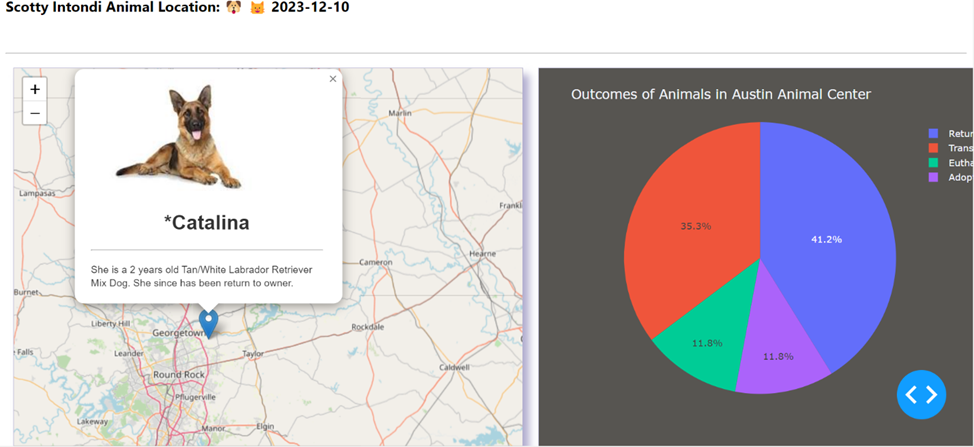 Scotty Intondi Animal Location: 🐶 🐱 2023-12-10
+
−
×
*Catalina
She is a 2 years old Tan/White Labrador Retriever
Mix Dog. She since has been return to owner.
Marlin
Lampasas
Frankl
Hearne
Cameron
Burnet
Liberty Hill
Georgetown
Rockdale
Falls
Leander
Taylor
Caldwell
Round Rock
Pflugerville
Lakeway
Manor
Elgin
Outcomes of Animals in Austin Animal Center
Retur
Trans
Eutha
Adop
35.3%
41.2%
11.8%
11.8%
< >